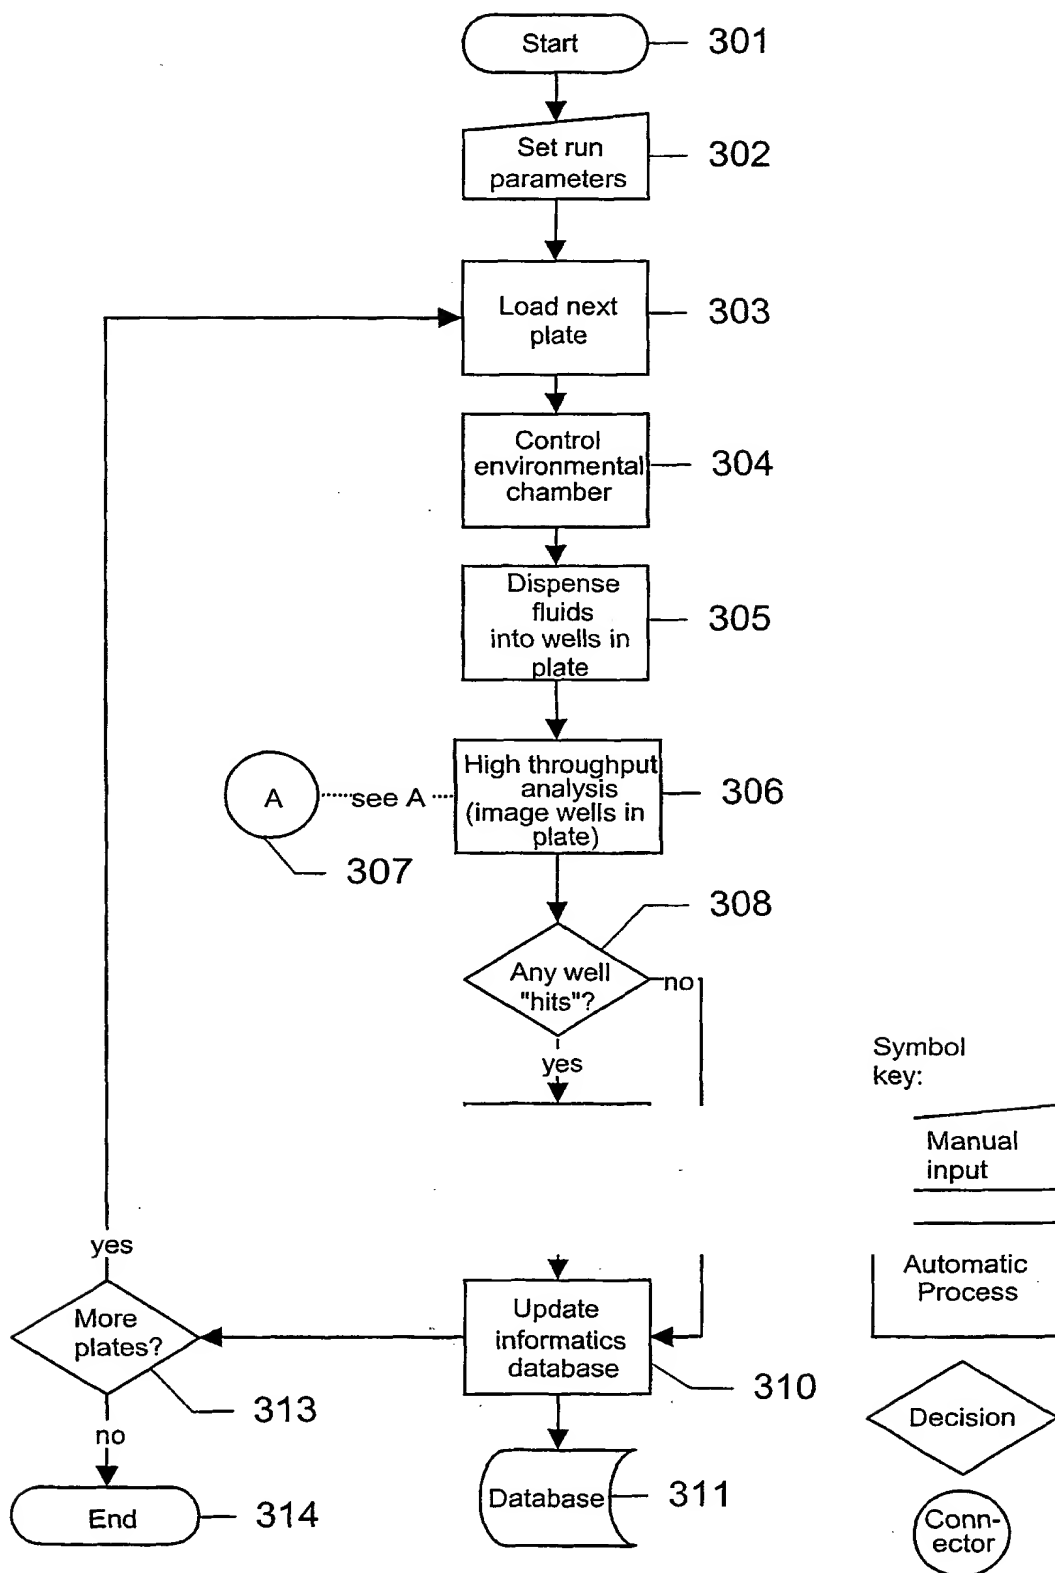 Start
301
Set run
parameters
302
Load next
plate
303
Control
environmental
chamber
304
Dispense
fluids
into wells in
plate
305
A
see A
High throughput
analysis
(image wells in
plate)
306
307
308
Any well
"hits"?
no
yes
Symbol
key:
Manual
input
yes
Automatic
Process
More
plates?
Update
informatics
database
310
313
Decision
no
End
314
Database
311
Conn-
ector